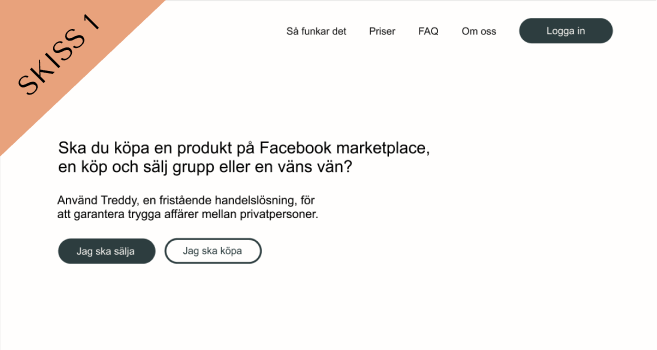 SKISS 1
Så funkar det
Priser
FAQ
Om oss
Logga in
Ska du köpa en produkt på Facebook marketplace,
en köp och sälj grupp eller en väns vän?
Använd Treddy, en fristående handelslösning, för
att garantera trygga affärer mellan privatpersoner.
Jag ska sälja
Jag ska köpa